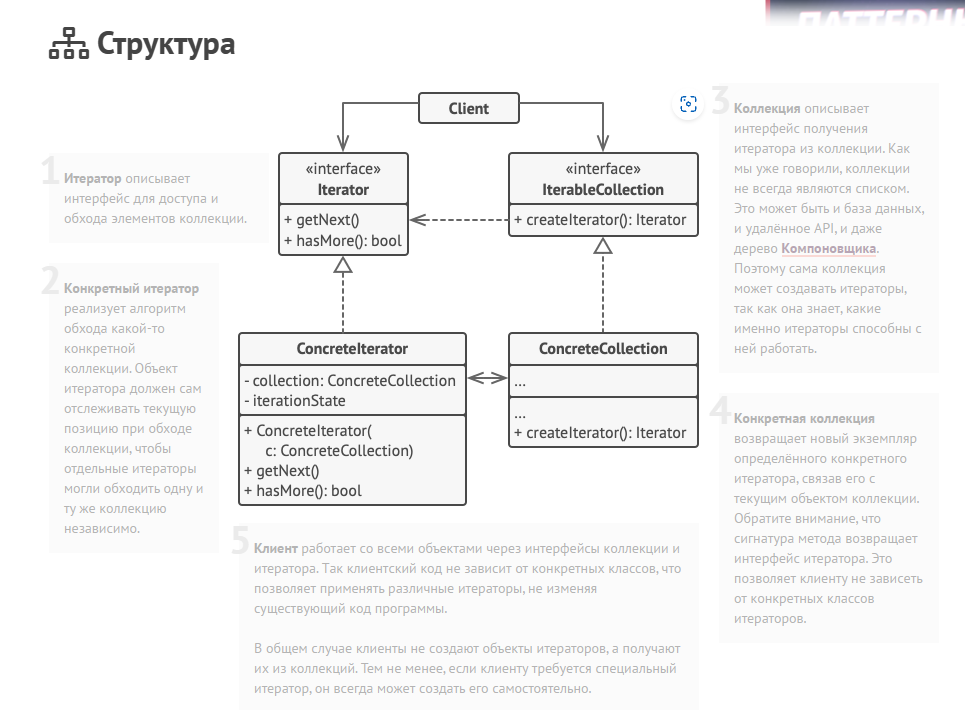 ПАТТЕРНЫ
Структура
Client
«interface»
Iterator
+ getNext()
+ hasMore(): bool
«interface»
IterableCollection
+ createIterator(): Iterator
ConcreteIterator
- collection: ConcreteCollection
- iterationState
+ ConcreteIterator(
c: ConcreteCollection)
+ getNext()
+ hasMore(): bool
ConcreteCollection
...
...
+ createIterator(): Iterator
1
Итератор описывает
интерфейс для доступа и
обхода элементов коллекции.
2
Конкретный итератор
реализует алгоритм
обхода какой-то
конкретной
коллекции. Объект
итератора должен сам
отслеживать текущую
позицию при обходе
коллекции, чтобы
отдельные итераторы
могли обходить одну и
ту же коллекцию
независимо.
3
Коллекция описывает
интерфейс получения
итератора из коллекции. Как
мы уже говорили, коллекции
не всегда являются списком.
Это может быть и база данных,
и удалённое API, и даже
дерево Компоновщика.
Поэтому сама коллекция
может создавать итераторы,
так как она знает, какие
именно итераторы способны с
ней работать.
4
Конкретная коллекция
возвращает новый экземпляр
определённого конкретного
итератора, связав его с
текущим объектом коллекции.
Обратите внимание, что
сигнатура метода возвращает
интерфейс итератора. Это
позволяет клиенту не зависеть
от конкретных классов
итераторов.
5
Клиент работает со всеми объектами через интерфейсы коллекции и
итератора. Так клиентский код не зависит от конкретных классов, что
позволяет применять различные итераторы, не изменяя
существующий код программы.
В общем случае клиенты не создают объекты итераторов, а получают
их из коллекций. Тем не менее, если клиенту требуется специальный
итератор, он всегда может создать его самостоятельно.